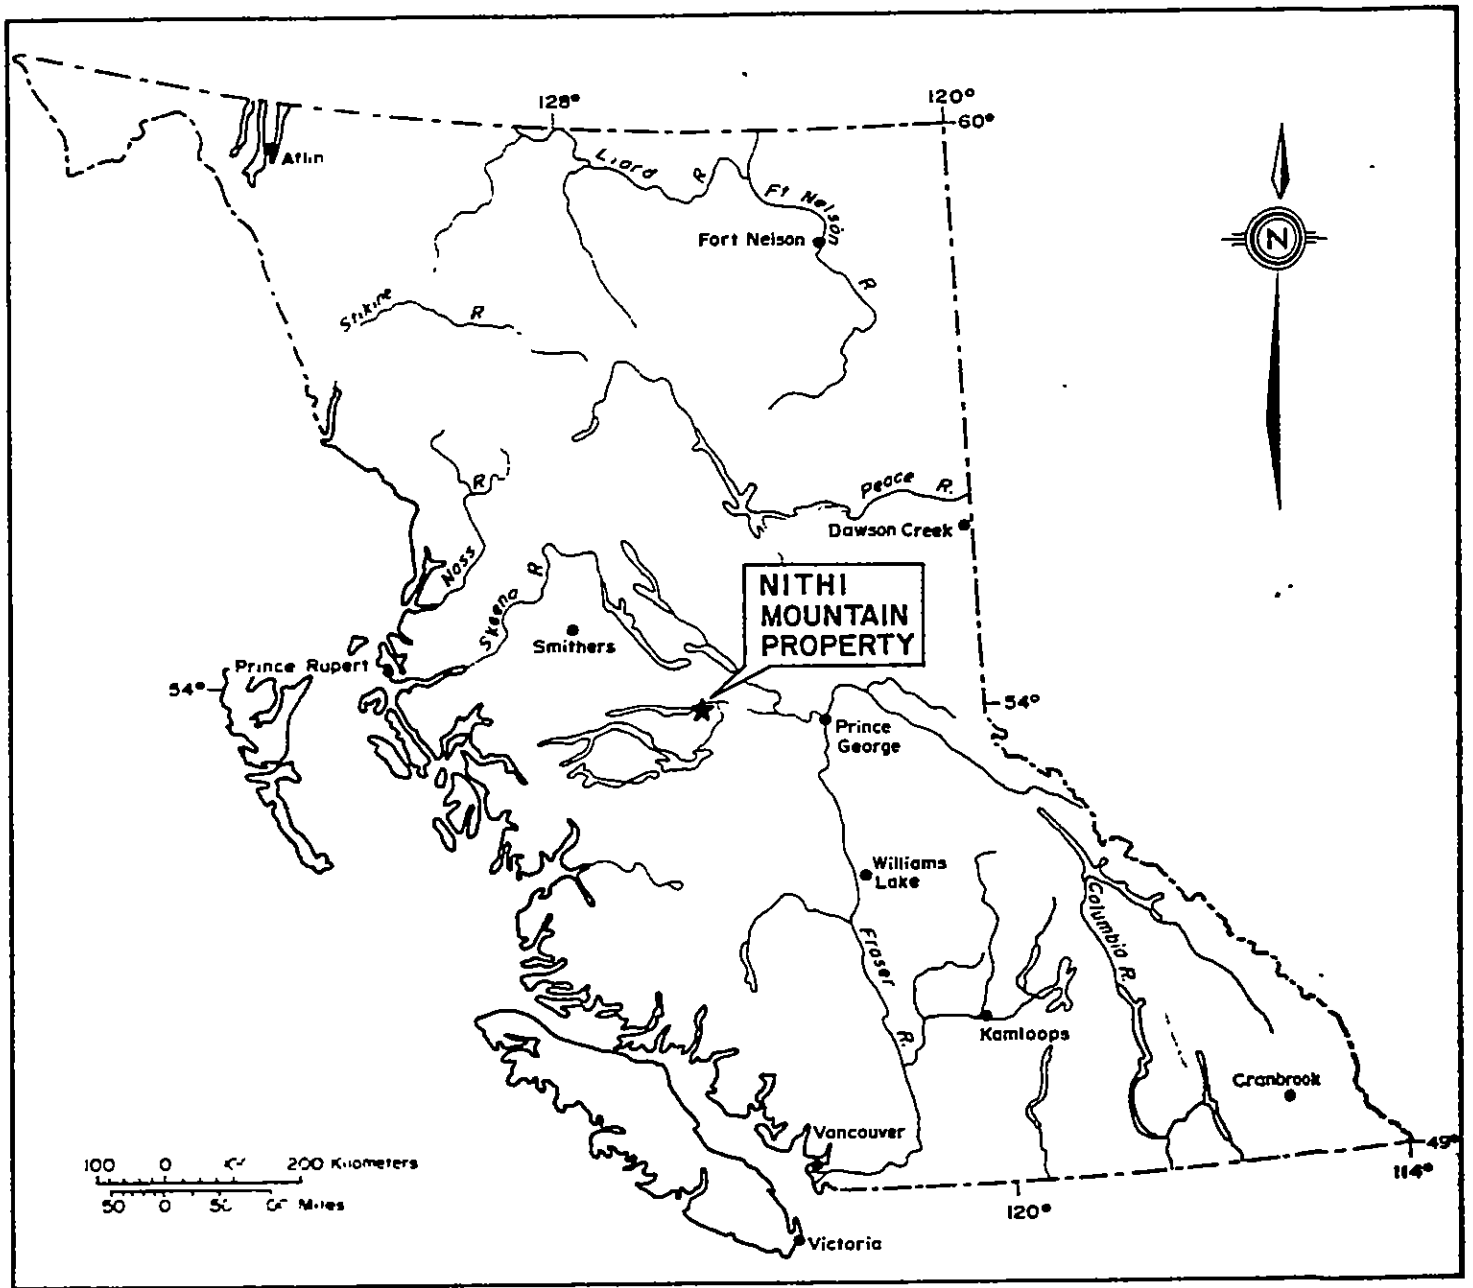 128°
120°
60°
Atlin
Liard R
Ft Nelson R.
Fort Nelson
N
Stikine R
Peace R.
Dawson Creek
Nass R
Skeena R
NITHI
MOUNTAIN
PROPERTY
Smithers
Prince Rupert
54°
54°
Prince
George
Williams
Lake
Columbia R.
Fraser R.
Kamloops
Cranbrook
Vancouver
49°
114°
100 0 200 Kilometers
50 0 Miles
120°
Victoria